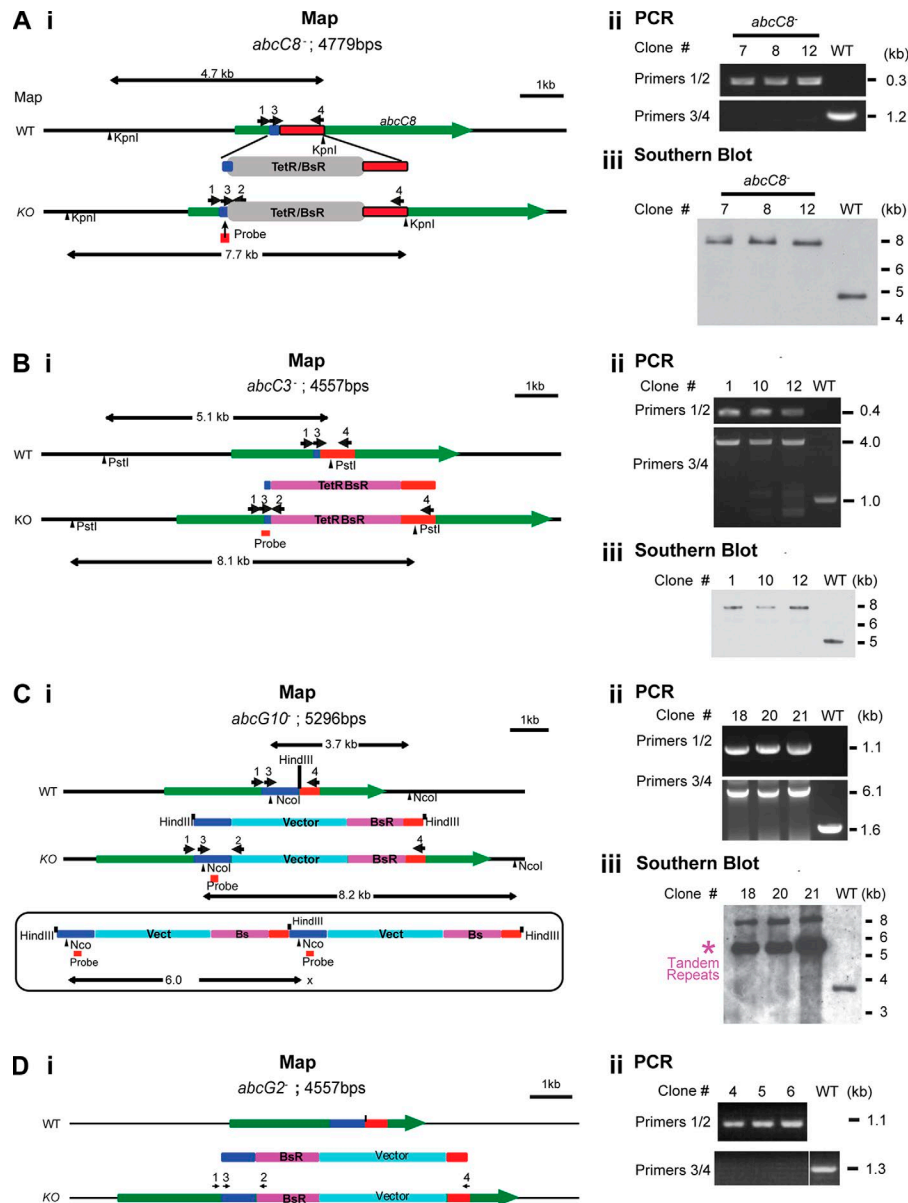 A i Map
abcC8-; 4779bps
4.7 kb
1kb
Map
1 3 4
WT
abcC8
KpnI
KpnI
TetR/BsR
1 3 2 4
KO
TetR/BsR
KpnI
KpnI
Probe
7.7 kb
ii PCR
abcC8-
Clone # 7 8 12 WT (kb)
Primers 1/2 0.3
Primers 3/4 1.2
iii Southern Blot
abcC8-
Clone # 7 8 12 WT (kb)
8
6
5
4
B i Map
abcC3-; 4557bps
5.1 kb
1kb
1 3 4
WT
PstI
PstI
TetRBsR
1 3 2 4
KO
TetRBsR
PstI
PstI
Probe
8.1 kb
ii PCR
Clone # 1 10 12 WT
Primers 1/2 0.4
4.0
Primers 3/4
1.0
iii Southern Blot
Clone # 1 10 12 WT (kb)
8
6
5
C i Map
abcG10-; 5296bps
1kb
3.7 kb
HindIII
1 3 4
WT
NcoI
NcoI
HindIII Vector BsR HindIII
1 3 2 4
KO
Vector BsR
NcoI
NcoI
Probe
8.2 kb
HindIII
HindIII Vect Bs Vect Bs HindIII
Nco Nco
Probe Probe
6.0 x
ii PCR
Clone # 18 20 21 WT (kb)
Primers 1/2 1.1
Primers 3/4 6.1
1.6
iii Southern Blot
Clone # 18 20 21 WT (kb)
8
6
* 5
Tandem
Repeats
4
3
D i Map
abcG2-; 4557bps
1kb
WT
BsR Vector
1 3 2 4
KO
BsR Vector
ii PCR
Clone # 4 5 6 WT (kb)
Primers 1/2 1.1
Primers 3/4 1.3